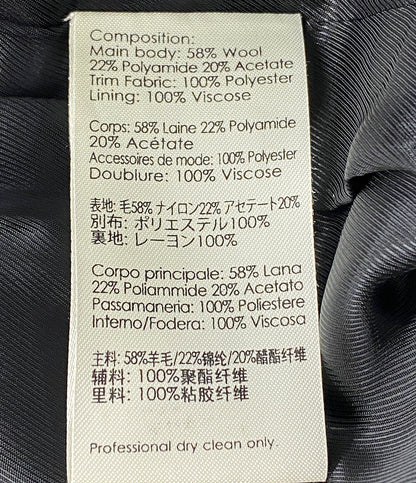 Composition:
Main body: 58% Wool
22% Polyamide 20% Acetate
Trim Fabric: 100% Polyester
Lining: 100% Viscose
Corps: 58% Laine 22% Polyamide
20% Acétate
Accessoires de mode: 100% Polyester
Doublure: 100% Viscose
表地: 毛58% ナイロン22% アセテート20%
別布: ポリエステル100%
裏地: レーヨン100%
Corpo principale: 58% Lana
22% Poliammide 20% Acetato
Passamaneria: 100% Poliestere
Interno/Fodera: 100% Viscosa
主料: 58%羊毛/22%锦纶/20%醋酯纤维
辅料: 100%聚酯纤维
里料: 100%粘胶纤维
Professional dry clean only.